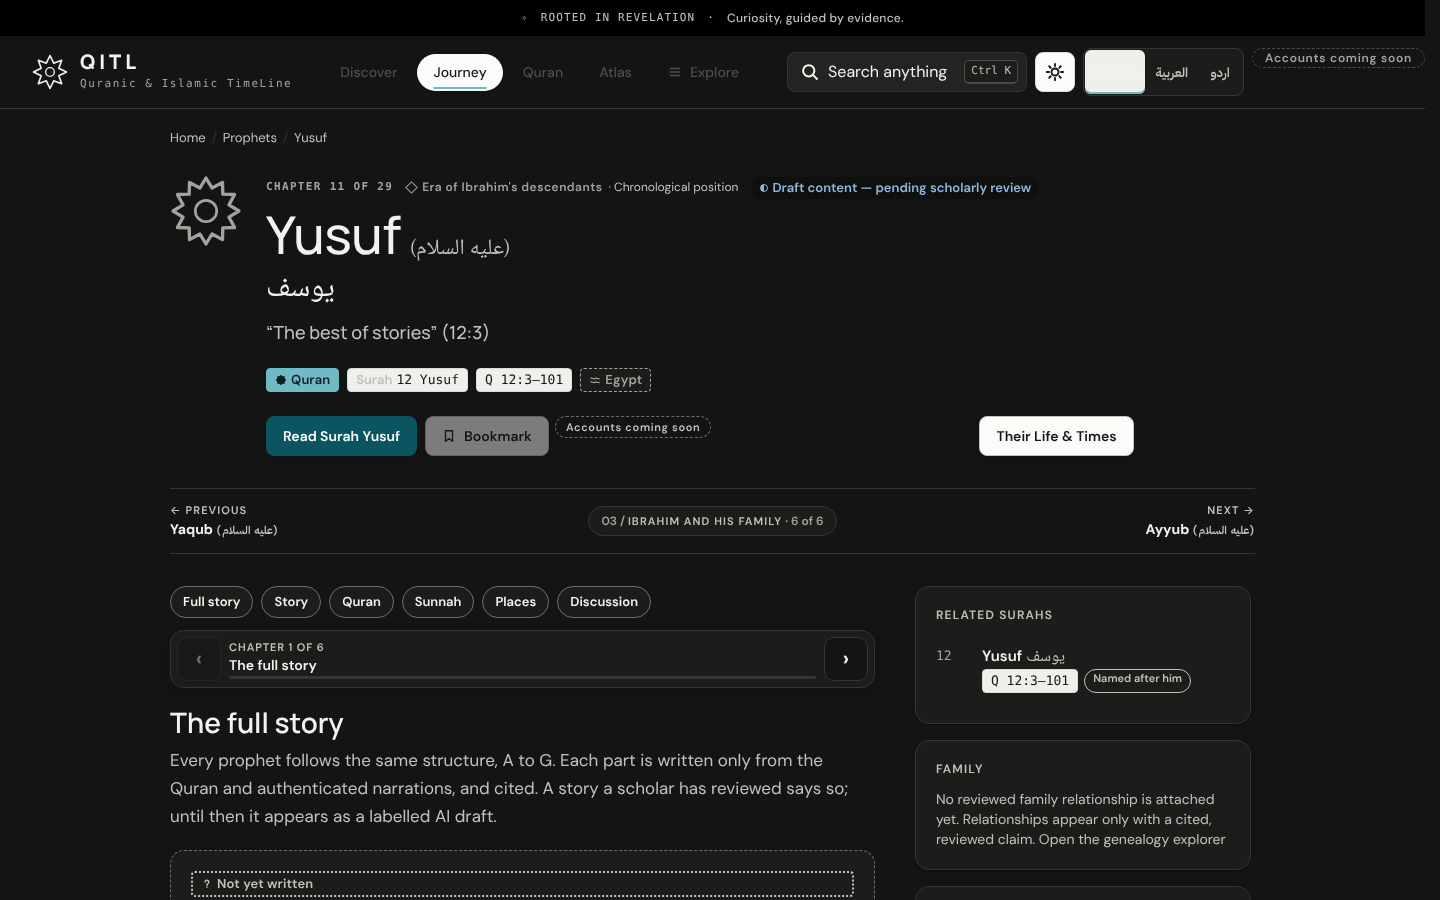 ROOTED IN REVELATION · Curiosity, guided by evidence.
QITL
Quranic & Islamic TimeLine
Discover
Journey
Quran
Atlas
Explore
Search anything
Ctrl K
العربية
اردو
Accounts coming soon
Home / Prophets / Yusuf
CHAPTER 11 OF 29
Era of Ibrahim's descendants · Chronological position
Draft content — pending scholarly review
Yusuf (عليه السلام)
يوسف
“The best of stories” (12:3)
Quran
Surah 12 Yusuf
Q 12:3–101
Egypt
Read Surah Yusuf
Bookmark
Accounts coming soon
Their Life & Times
← PREVIOUS
Yaqub (عليه السلام)
03 / IBRAHIM AND HIS FAMILY · 6 of 6
NEXT →
Ayyub (عليه السلام)
Full story
Story
Quran
Sunnah
Places
Discussion
‹
CHAPTER 1 OF 6
The full story
›
The full story
Every prophet follows the same structure, A to G. Each part is written only from the
Quran and authenticated narrations, and cited. A story a scholar has reviewed says so;
until then it appears as a labelled AI draft.
? Not yet written
RELATED SURAHS
12
Yusuf يوسف
Q 12:3–101
Named after him
FAMILY
No reviewed family relationship is attached
yet. Relationships appear only with a cited,
reviewed claim. Open the genealogy explorer